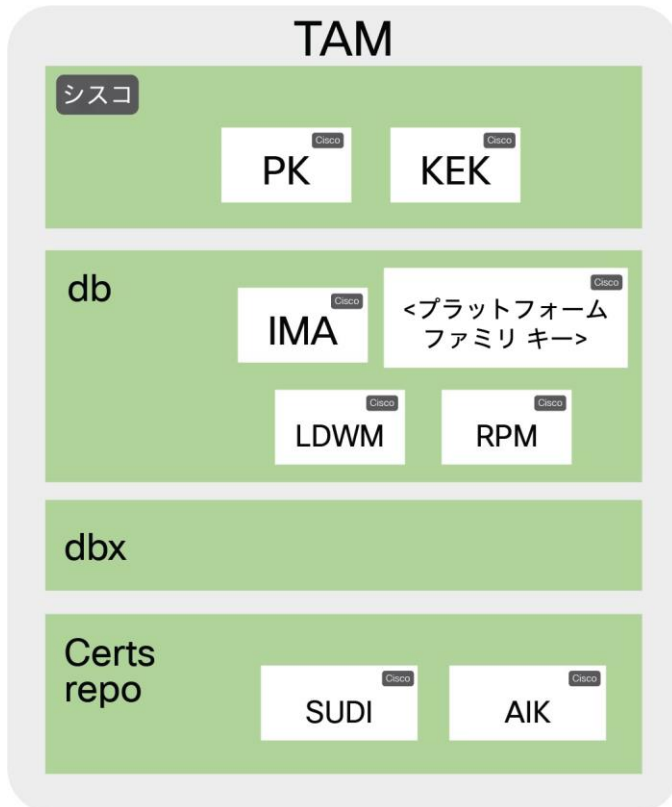 TAM
シスコ
Cisco
PK
Cisco
KEK
db
Cisco
IMA
Cisco
<プラットフォーム
ファミリ キー>
Cisco
LDWM
Cisco
RPM
dbx
Certs
repo
Cisco
SUDI
Cisco
AIK